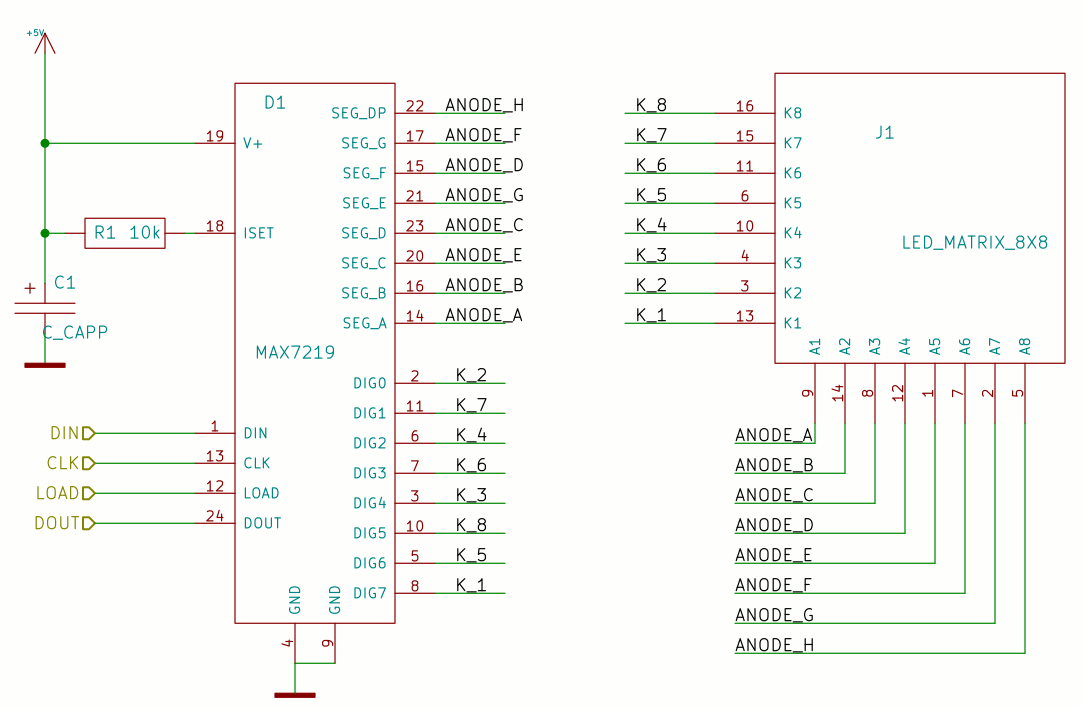 +5V
D1
SEG_DP 22 ANODE_H
19 V+ SEG_G 17 ANODE_F
SEG_F 15 ANODE_D
SEG_E 21 ANODE_G
R1 10k 18 ISET SEG_D 23 ANODE_C
SEG_C 20 ANODE_E
+ C1 SEG_B 16 ANODE_B
C_CAPP SEG_A 14 ANODE_A
MAX7219
DIG0 2 K_2
DIG1 11 K_7
DIN 1 DIN DIG2 6 K_4
CLK 13 CLK DIG3 7 K_6
LOAD 12 LOAD DIG4 3 K_3
DOUT 24 DOUT DIG5 10 K_8
DIG6 5 K_5
DIG7 8 K_1
GND GND
4 9
K_8 16 K8
J1
K_7 15 K7
K_6 11 K6
K_5 6 K5
K_4 10 K4
LED_MATRIX_8X8
K_3 4 K3
K_2 3 K2
K_1 13 K1
A1 A2 A3 A4 A5 A6 A7 A8
9 14 8 12 1 7 2 5
ANODE_A
ANODE_B
ANODE_C
ANODE_D
ANODE_E
ANODE_F
ANODE_G
ANODE_H